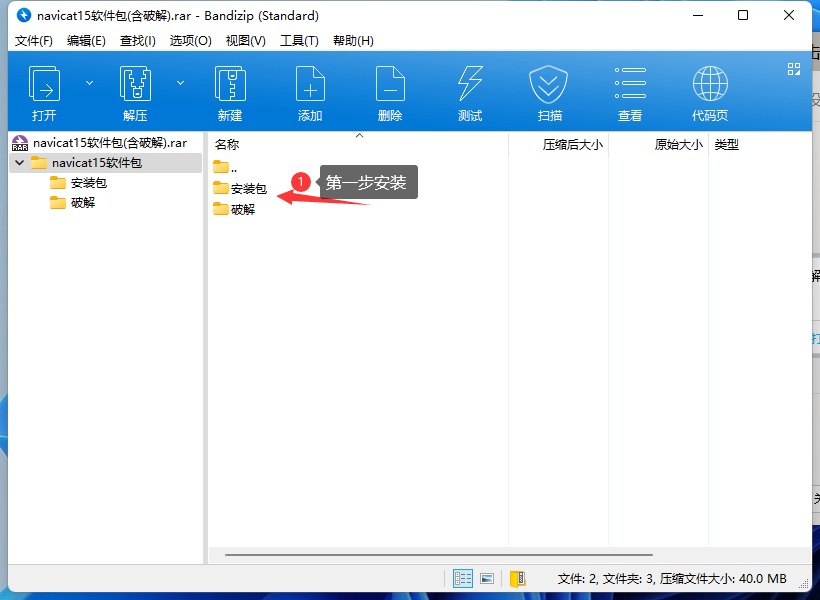 navicat15软件包(含破解).rar - Bandizip (Standard)
文件(F) 编辑(E) 查找(I) 选项(O) 视图(V) 工具(T) 帮助(H)
打开 解压 新建 添加 删除 测试 扫描 查看 代码页
navicat15软件包(含破解).rar
navicat15软件包
安装包
破解
名称 压缩后大小 原始大小 类型
..
安装包
破解
1 第一步安装
文件: 2, 文件夹: 3, 压缩文件大小: 40.0 MB